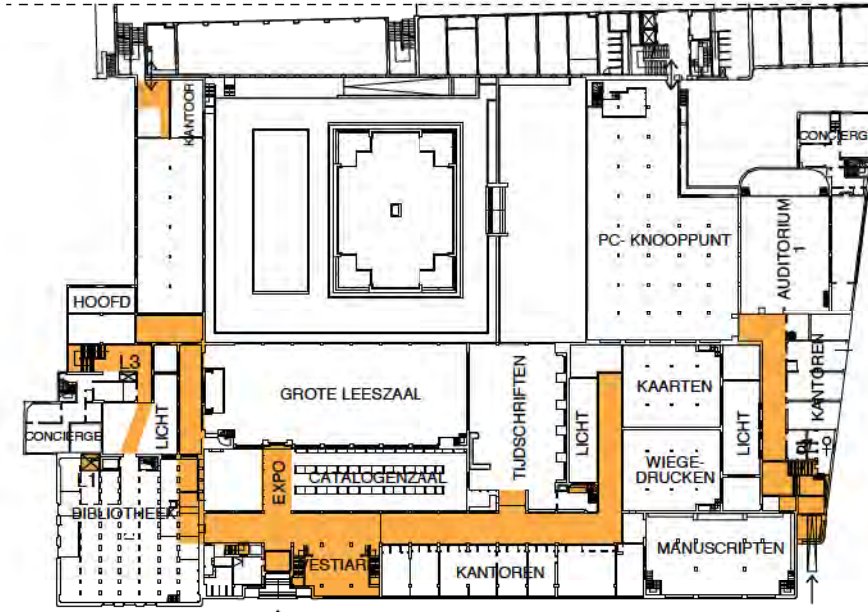 KANTOOR
CONCIERGE
PC- KNOOPPUNT
AUDITORIUM
1
HOOFD
L3
GROTE LEESZAAL
TIJDSCHRIFTEN
KAARTEN
KANTOREN
LICHT
LICHT
LICHT
CONCIERGE
CATALOGENZAAL
EXPO
WIEGE-
DRUCKEN
L1
BIBLIOTHEEK
VESTIAIRE
KANTOREN
MANUSCRIPTEN